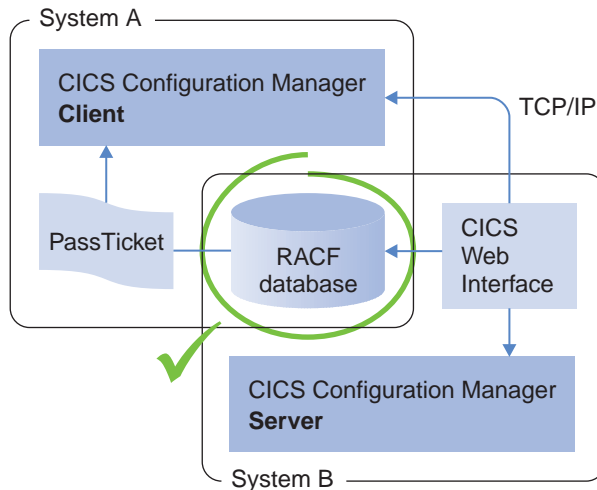 System A
CICS Configuration Manager
Client
TCP/IP
PassTicket
RACF
database
CICS
Web
Interface
CICS Configuration Manager
Server
System B